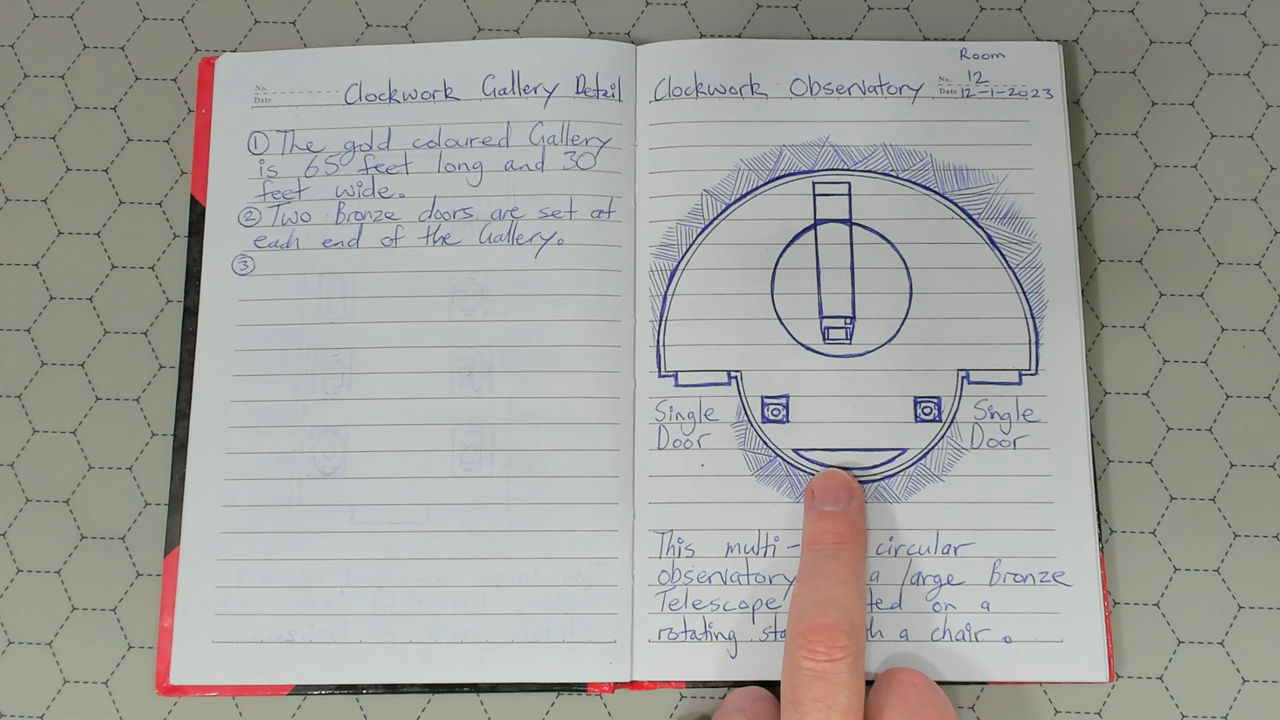 Clockwork Gallery Detail
No.
Date
① The gold coloured Gallery
is 65 feet long and 30
feet wide.
② Two Bronze doors are set at
each end of the Gallery.
③
Room
Clockwork Observatory
No. 12
Date 12-1-2023
Single
Door
Single
Door
This multi- circular
observatory a large Bronze
Telescope on a
rotating a chair.